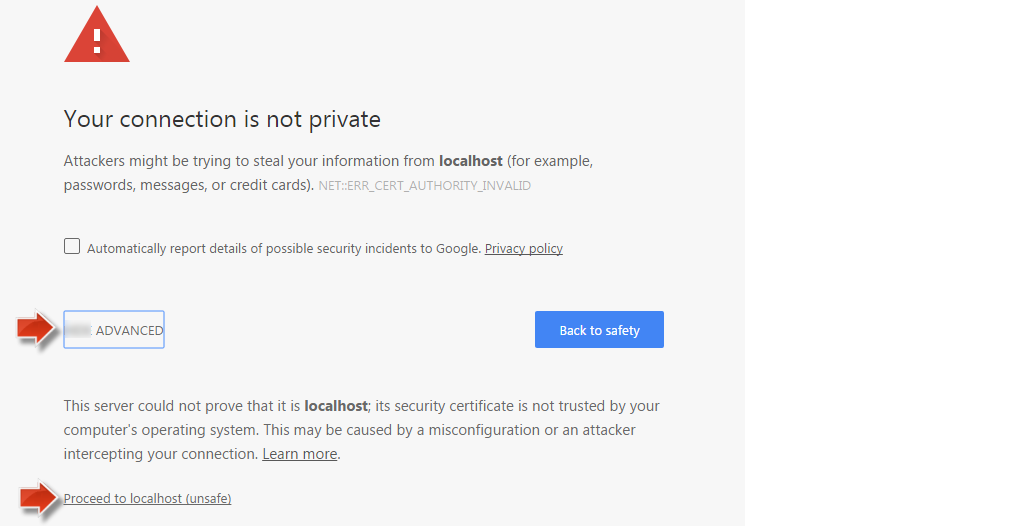 Your connection is not private
Attackers might be trying to steal your information from localhost (for example,
passwords, messages, or credit cards). NET::ERR_CERT_AUTHORITY_INVALID
Automatically report details of possible security incidents to Google. Privacy policy
ADVANCED
Back to safety
This server could not prove that it is localhost; its security certificate is not trusted by your
computer's operating system. This may be caused by a misconfiguration or an attacker
intercepting your connection. Learn more.
Proceed to localhost (unsafe)